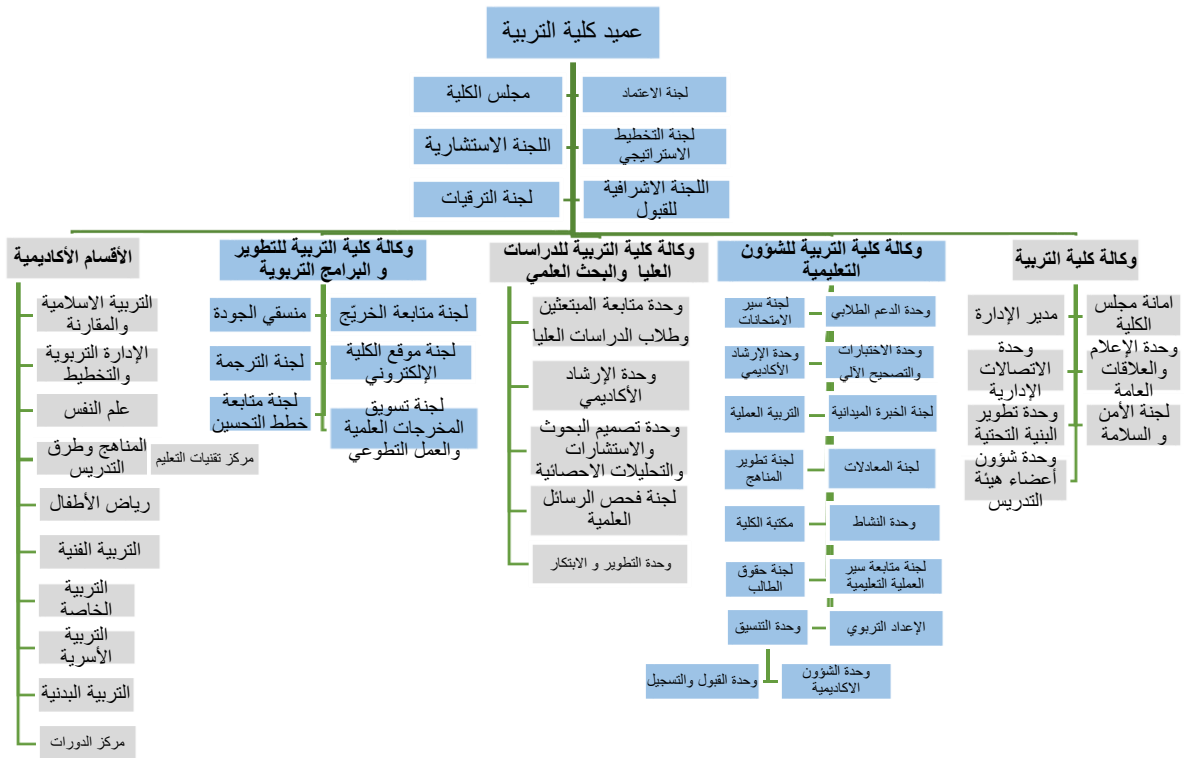 عميد كلية التربية
لجنة الاعتماد
مجلس الكلية
لجنة التخطيط
الاستراتيجي
اللجنة الاستشارية
اللجنة الاشرافية
للقبول
لجنة الترقيات
وكالة كلية التربية
امانة مجلس
الكلية
مدير الإدارة
وحدة الإعلام
والعلاقات
العامة
وحدة
الاتصالات
الإدارية
لجنة الأمن
و السلامة
وحدة تطوير
البنية التحتية
وحدة شؤون
أعضاء هيئة
التدريس
وكالة كلية التربية للشؤون
التعليمية
وحدة الدعم الطلابي
لجنة سير
الامتحانات
وحدة الاختبارات
والتصحيح الآلي
وحدة الإرشاد
الأكاديمي
لجنة الخبرة الميدانية
التربية العملية
لجنة المعادلات
لجنة تطوير
المناهج
وحدة النشاط
مكتبة الكلية
لجنة متابعة سير
العملية التعليمية
لجنة حقوق
الطالب
الإعداد التربوي
وحدة التنسيق
وحدة الشؤون
الاكاديمية
وحدة القبول والتسجيل
وكالة كلية التربية للدراسات
العليا والبحث العلمي
وحدة متابعة المبتعثين
وطلاب الدراسات العليا
وحدة الإرشاد
الأكاديمي
وحدة تصميم البحوث
والاستشارات
والتحليلات الاحصائية
لجنة فحص الرسائل
العلمية
وحدة التطوير و الابتكار
وكالة كلية التربية للتطوير
و البرامج التربوية
لجنة متابعة الخريّج
منسقي الجودة
لجنة موقع الكلية
الإلكتروني
لجنة الترجمة
لجنة تسويق
المخرجات العلمية
والعمل التطوعي
لجنة متابعة
خطط التحسين
الأقسام الأكاديمية
التربية الاسلامية
والمقارنة
الإدارة التربوية
والتخطيط
علم النفس
المناهج وطرق
التدريس
مركز تقنيات التعليم
رياض الأطفال
التربية الفنية
التربية
الخاصة
التربية
الأسرية
التربية البدنية
مركز الدورات